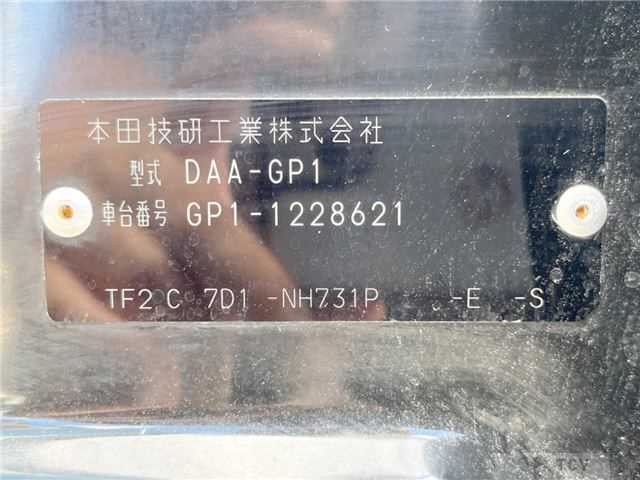 本田技研工業株式会社
型式 DAA-GP1
車台番号 GP1-1228621
TF2 C 7D1 -NH731P -E -S
TCV